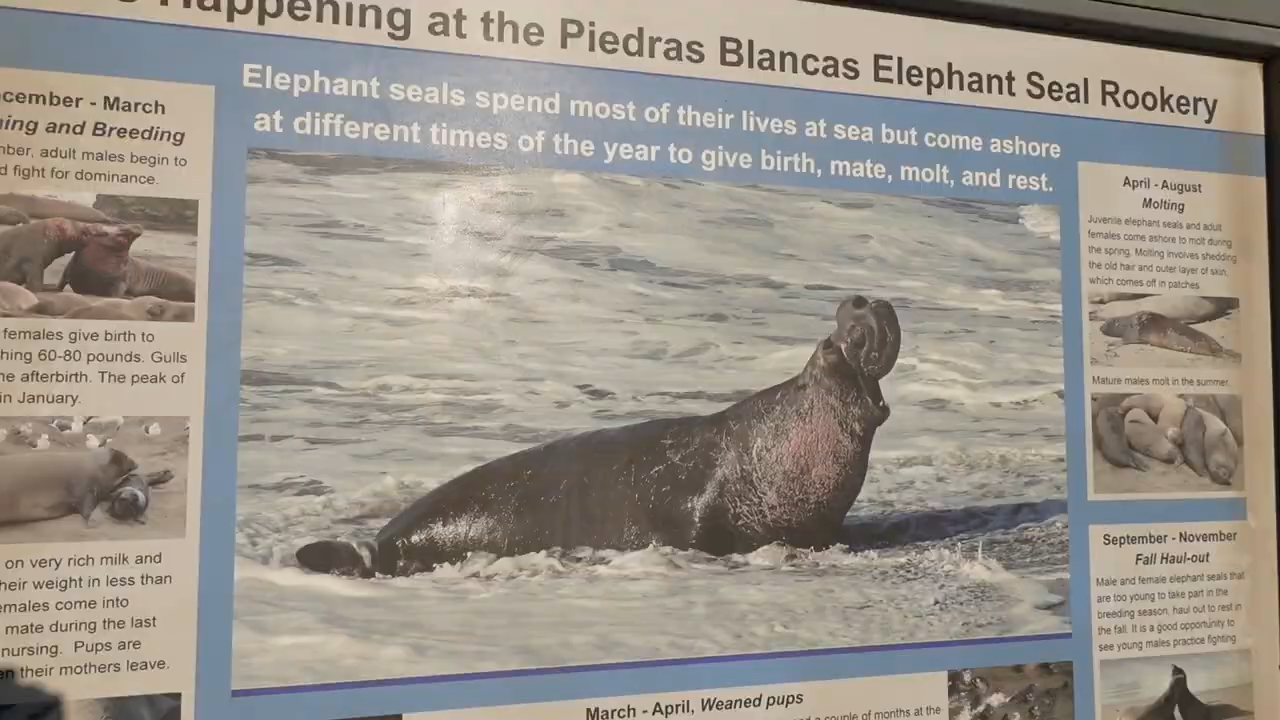 Happening at the Piedras Blancas Elephant Seal Rookery
Elephant seals spend most of their lives at sea but come ashore
at different times of the year to give birth, mate, molt, and rest.
- March
and Breeding
adult males begin to
fight for dominance.
females give birth to
60-80 pounds. Gulls
afterbirth. The peak of
in January.
on very rich milk and
weight in less than
come into
mate during the last
nursing. Pups are
their mothers leave.
April - August
Molting
Juvenile elephant seals and adult
females come ashore to molt during
the spring. Molting involves shedding
the old hair and outer layer of skin,
which comes off in patches.
Mature males molt in the summer.
September - November
Fall Haul-out
Male and female elephant seals that
are too young to take part in the
breeding season, haul out to rest in
the fall. It is a good opportunity to
see young males practice fighting.
March - April, Weaned pups
a couple of months at the